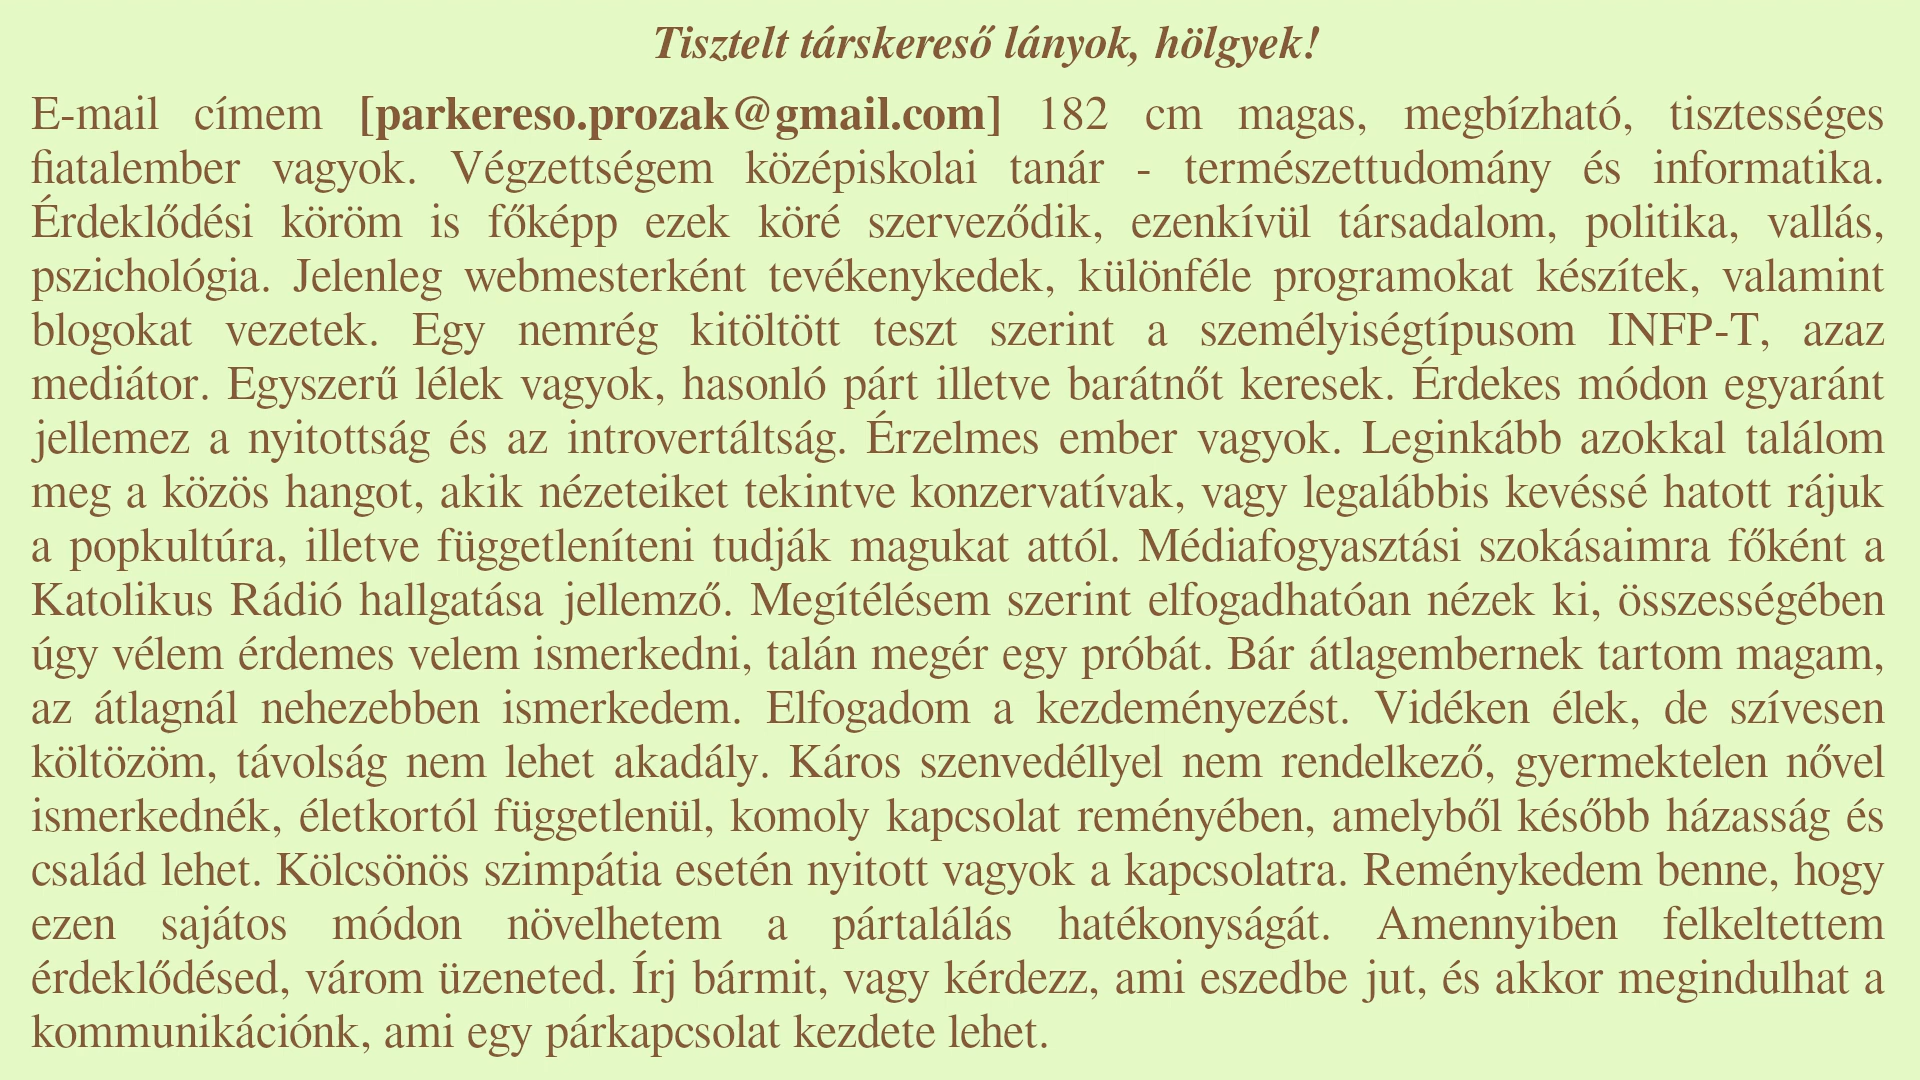 Tisztelt társkereső lányok, hölgyek!
E-mail címem [parkereso.prozak@gmail.com] 182 cm magas, megbízható, tisztességes
fiatalember vagyok. Végzettségem középiskolai tanár - természettudomány és informatika.
Érdeklődési köröm is főképp ezek köré szerveződik, ezenkívül társadalom, politika, vallás,
pszichológia. Jelenleg webmesterként tevékenykedek, különféle programokat készítek, valamint
blogokat vezetek. Egy nemrég kitöltött teszt szerint a személyiségtípusom INFP-T, azaz
mediátor. Egyszerű lélek vagyok, hasonló párt illetve barátnőt keresek. Érdekes módon egyaránt
jellemez a nyitottság és az introvertáltság. Érzelmes ember vagyok. Leginkább azokkal találom
meg a közös hangot, akik nézeteiket tekintve konzervatívak, vagy legalábbis kevéssé hatott rájuk
a popkultúra, illetve függetleníteni tudják magukat attól. Médiafogyasztási szokásaimra főként a
Katolikus Rádió hallgatása jellemző. Megítélésem szerint elfogadhatóan nézek ki, összességében
úgy vélem érdemes velem ismerkedni, talán megér egy próbát. Bár átlagembernek tartom magam,
az átlagnál nehezebben ismerkedem. Elfogadom a kezdeményezést. Vidéken élek, de szívesen
költözöm, távolság nem lehet akadály. Káros szenvedéllyel nem rendelkező, gyermektelen nővel
ismerkednék, életkortól függetlenül, komoly kapcsolat reményében, amelyből később házasság és
család lehet. Kölcsönös szimpátia esetén nyitott vagyok a kapcsolatra. Reménykedem benne, hogy
ezen sajátos módon növelhetem a pártalálás hatékonyságát. Amennyiben felkeltettem
érdeklődésed, várom üzeneted. Írj bármit, vagy kérdezz, ami eszedbe jut, és akkor megindulhat a
kommunikációnk, ami egy párkapcsolat kezdete lehet.